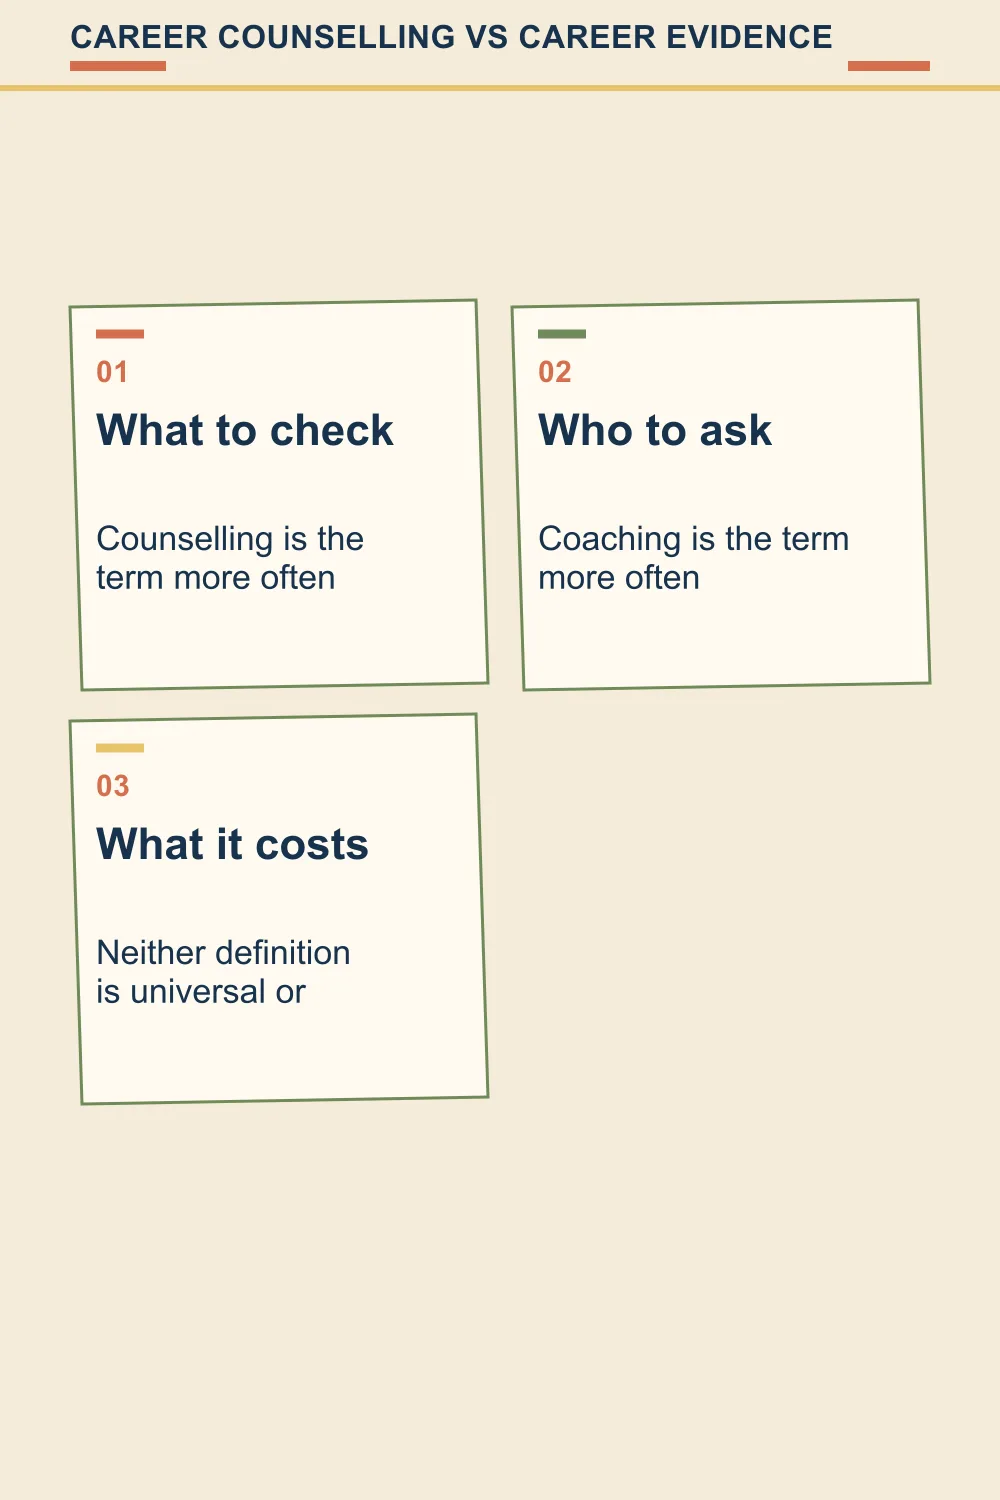 CAREER COUNSELLING VS CAREER EVIDENCE
01
What to check
Counselling is the
term more often
02
Who to ask
Coaching is the term
more often
03
What it costs
Neither definition
is universal or